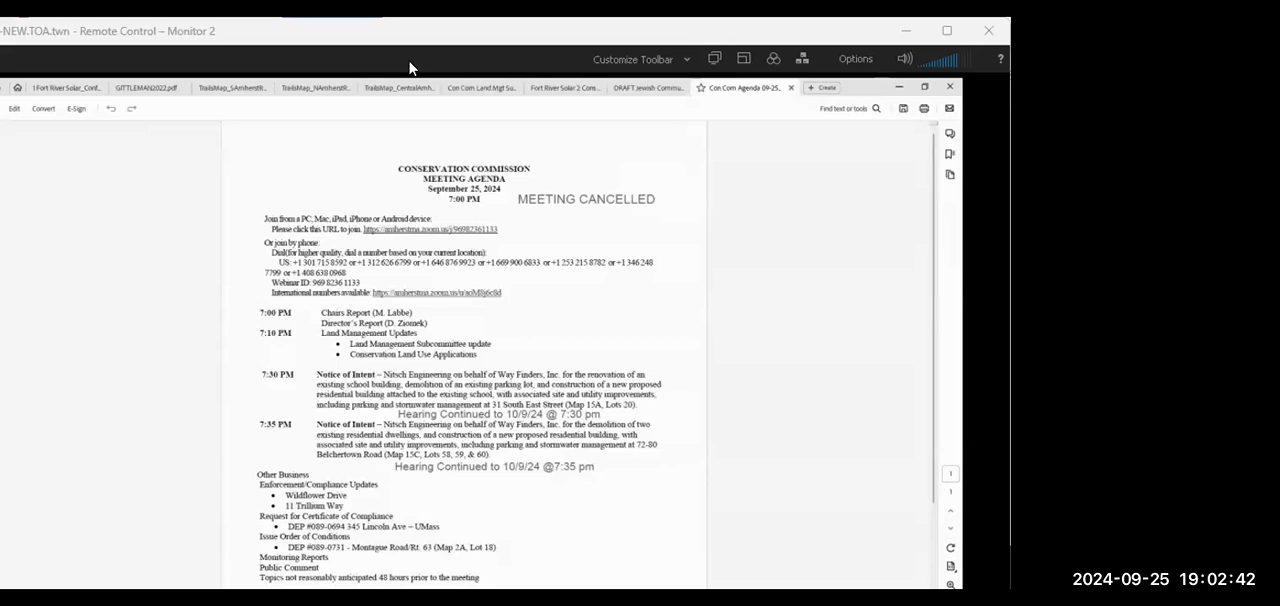 -NEW.TOA.twn - Remote Control – Monitor 2
Customize Toolbar Options ?
1 Fort River Solar_Conf... GITTLEMAN2022.pdf TrailsMap_SAmherstR... TrailsMap_NAmherstR... TrailsMap_CentralAmh... Con Com Land Mgt Su... Fort River Solar 2 Cons... DRAFT Jewish Commu... Con Com Agenda 09-25... + Create
Edit Convert E-Sign Find text or tools
CONSERVATION COMMISSION
MEETING AGENDA
September 25, 2024
7:00 PM MEETING CANCELLED
Join from a PC, Mac, iPad, iPhone or Android device:
Please click this URL to join. https://amherstma.zoom.us/j/96982361133
Or join by phone:
Dial(for higher quality, dial a number based on your current location):
US: +1 301 715 8592 or +1 312 626 6799 or +1 646 876 9923 or +1 669 900 6833 or +1 253 215 8782 or +1 346 248
7799 or +1 408 638 0968
Webinar ID: 969 8236 1133
International numbers available: https://amherstma.zoom.us/u/
7:00 PM Chairs Report (M. Labbe)
Director's Report (D. Ziomek)
7:10 PM Land Management Updates
• Land Management Subcommittee update
• Conservation Land Use Applications
7:30 PM Notice of Intent – Nitsch Engineering on behalf of Way Finders, Inc. for the renovation of an
existing school building, demolition of an existing parking lot, and construction of a new proposed
residential building attached to the existing school, with associated site and utility improvements,
including parking and stormwater management at 31 South East Street (Map 15A, Lots 20).
Hearing Continued to 10/9/24 @ 7:30 pm
7:35 PM Notice of Intent – Nitsch Engineering on behalf of Way Finders, Inc. for the demolition of two
existing residential dwellings, and construction of a new proposed residential building, with
associated site and utility improvements, including parking and stormwater management at 72-80
Belchertown Road (Map 15C, Lots 58, 59, & 60).
Hearing Continued to 10/9/24 @7:35 pm
Other Business
Enforcement/Compliance Updates
• Wildflower Drive
• 11 Trillium Way
Request for Certificate of Compliance
• DEP #089-0694 345 Lincoln Ave – UMass
Issue Order of Conditions
• DEP #089-0731 - Montague Road/Rt. 63 (Map 2A, Lot 18)
Monitoring Reports
Public Comment
Topics not reasonably anticipated 48 hours prior to the meeting
1
1
2024-09-25 19:02:42